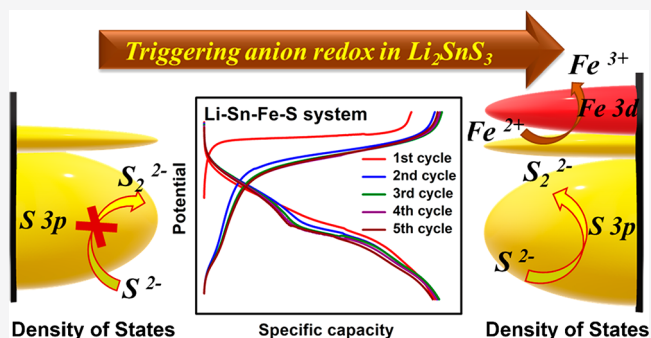 Triggering anion redox in Li₂SnS₃
Fe ³⁺
Fe 3d
Fe ²⁺
S₂ ²⁻
S 3p
S ²⁻
Li-Sn-Fe-S system
1st cycle
2nd cycle
3rd cycle
4th cycle
5th cycle
Potential
Specific capacity
S₂ ²⁻
S 3p
S ²⁻
Density of States
Density of States